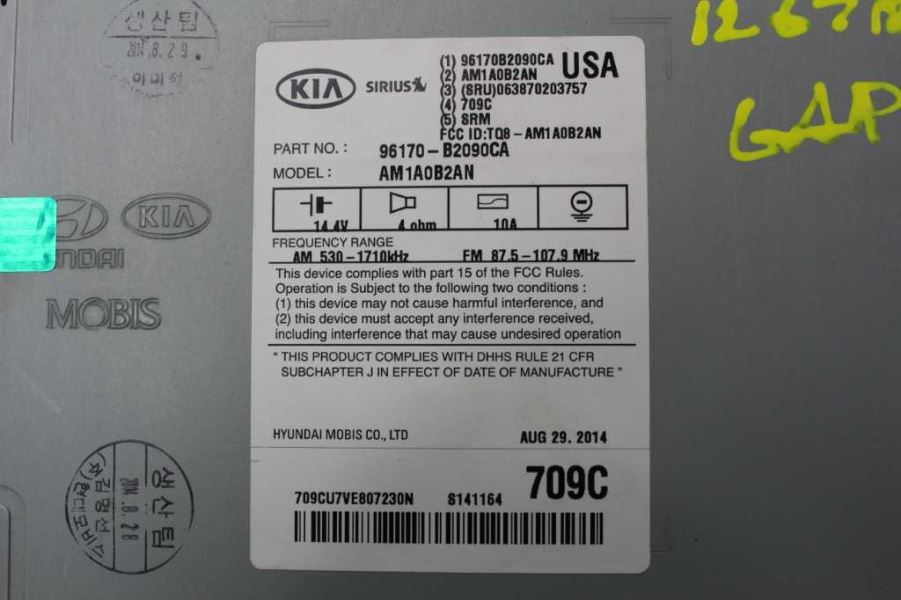 생산팀
2014.8.29.
1267
GAP
KIA SIRIUS
USA
(1) 96170B2090CA
(2) AM1A0B2AN
(3) (SRU)063870203757
(4) 709C
(5) SRM
FCC ID:TQ8-AM1A0B2AN
PART NO. : 96170-B2090CA
MODEL : AM1A0B2AN
14.4V 4 ohm 10A
FREQUENCY RANGE
AM 530-1710kHz FM 87.5-107.9 MHz
This device complies with part 15 of the FCC Rules.
Operation is Subject to the following two conditions :
(1) this device may not cause harmful interference, and
(2) this device must accept any interference received,
including interference that may cause undesired operation
" THIS PRODUCT COMPLIES WITH DHHS RULE 21 CFR
SUBCHAPTER J IN EFFECT OF DATE OF MANUFACTURE "
HYUNDAI MOBIS CO., LTD AUG 29. 2014
709C
709CU7VE807230N S141164
KIA
NDAI
MOBIS
생산팀
2014.8.28